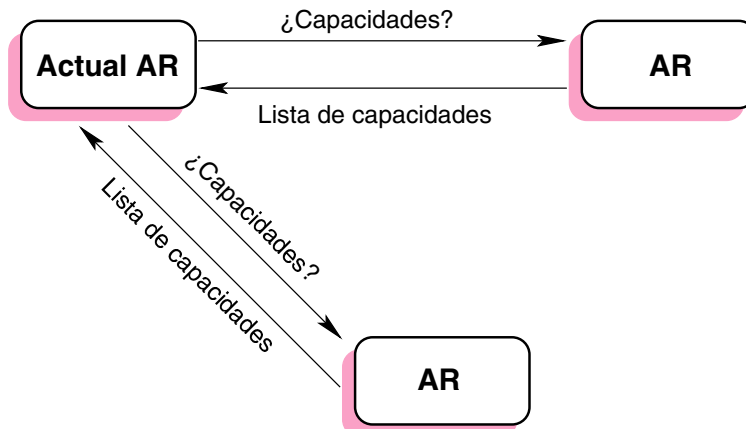 ¿Capacidades?
Actual AR
AR
Lista de capacidades
¿Capacidades?
Lista de capacidades
AR